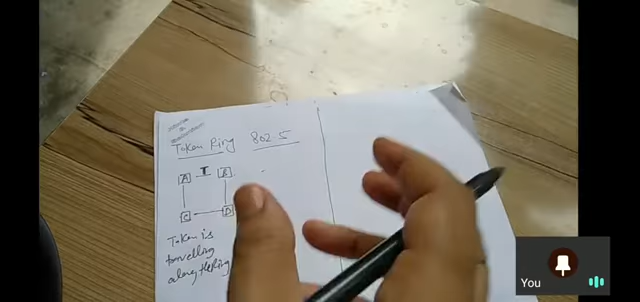 Token Ring 802 5
A T B
C D
Token is
travelling
along the Ring
You